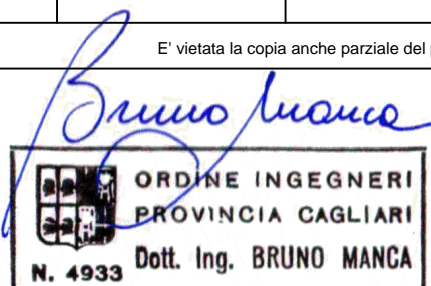 E' vietata la copia anche parziale del
Bruno Manca
ORDINE INGEGNERI
PROVINCIA CAGLIARI
Dott. Ing. BRUNO MANCA
N. 4933